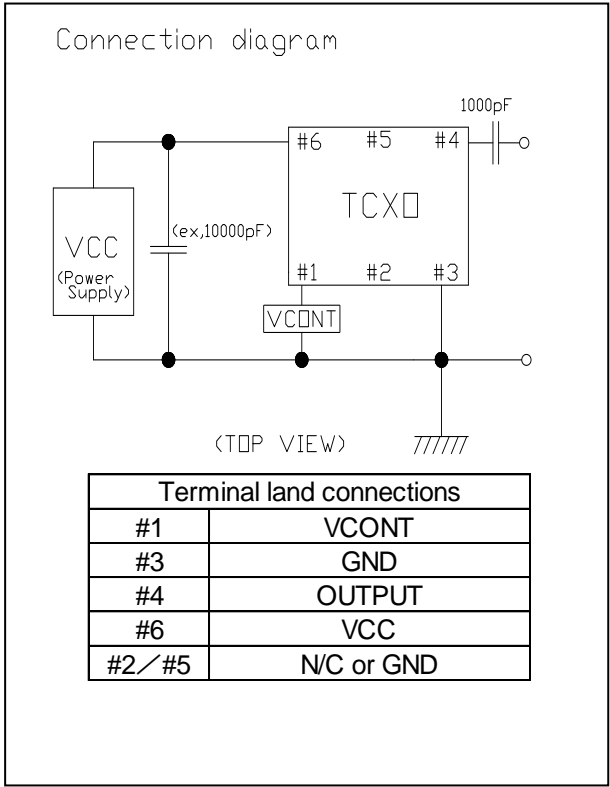 Connection diagram
1000pF
#6 #5 #4
TCXO
(ex,10000pF)
VCC
(Power
Supply)
#1 #2 #3
VCONT
(TOP VIEW)
Terminal land connections
#1 VCONT
#3 GND
#4 OUTPUT
#6 VCC
#2／#5 N/C or GND